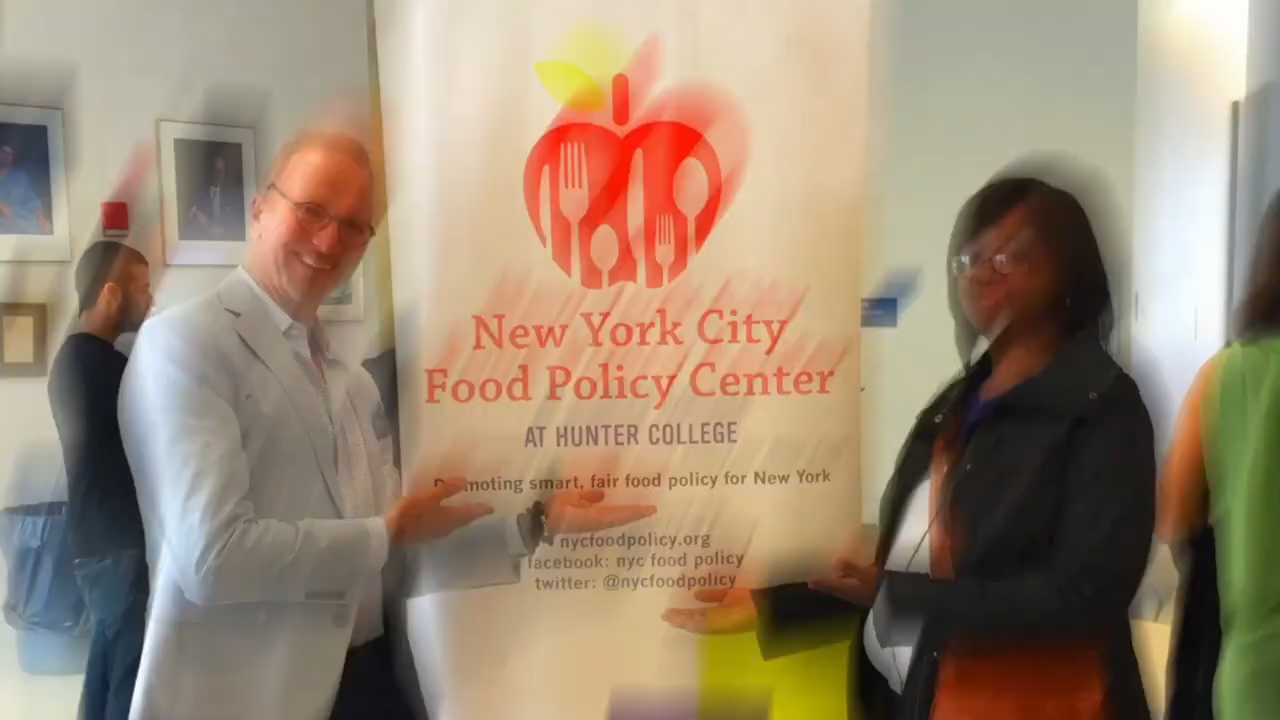 New York City
Food Policy Center
AT HUNTER COLLEGE
Promoting smart, fair food policy for New York
nycfoodpolicy.org
facebook: nyc food policy
twitter: @nycfoodpolicy